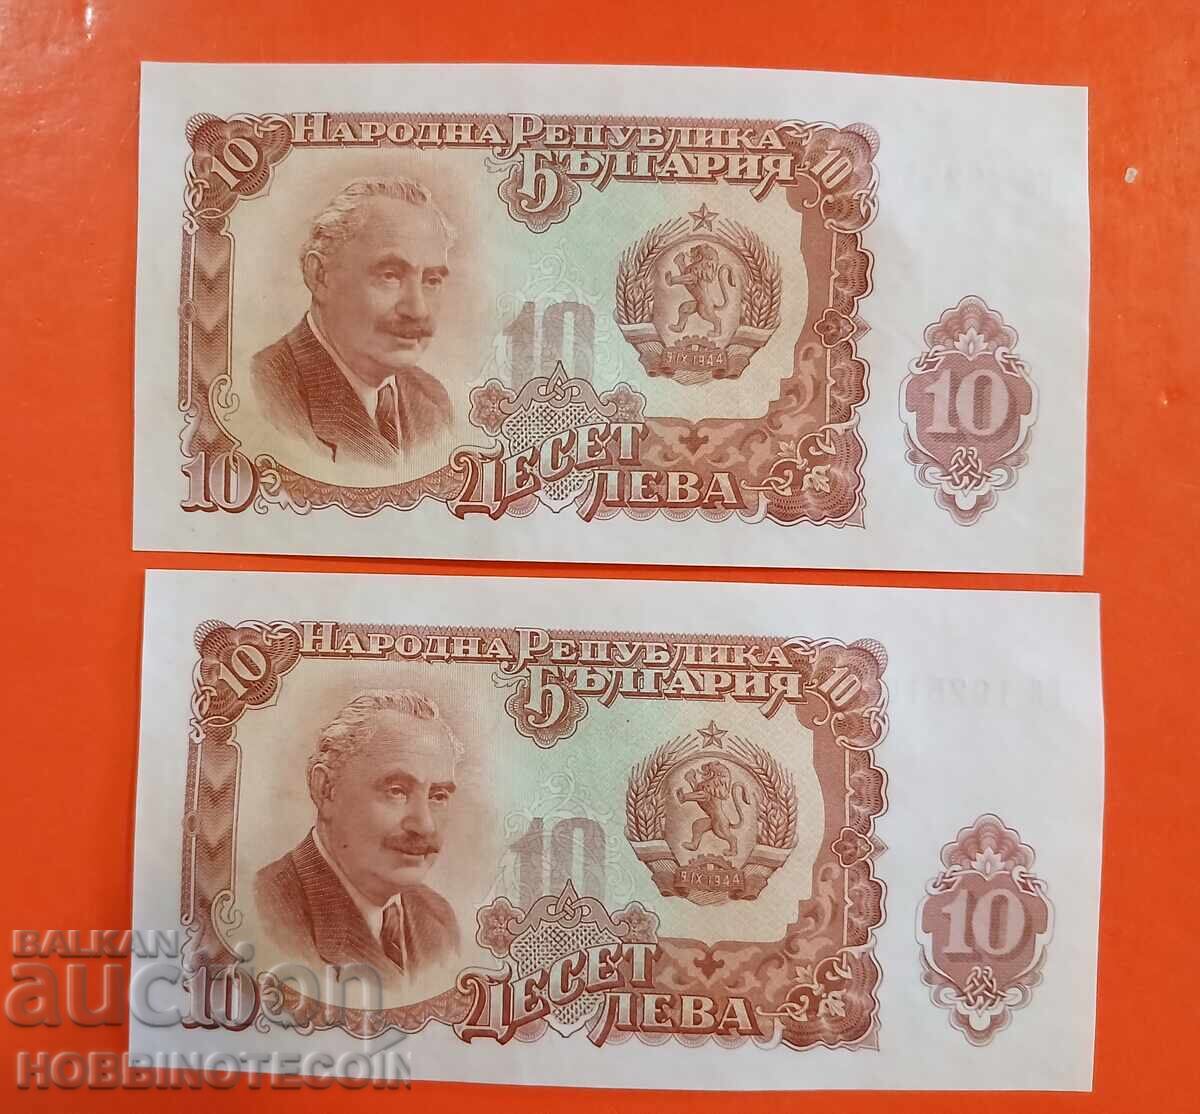 10 НАРОДНА РЕПУБЛИКА 10
БЪЛГАРИЯ
10
9/IX 1944
10
10 ДЕСЕТ
ЛЕВА
10 НАРОДНА РЕПУБЛИКА 10
БЪЛГАРИЯ
10
9/IX 1944
10
10 ДЕСЕТ
ЛЕВА
BALKAN
auction
HOBBINOTECOIN